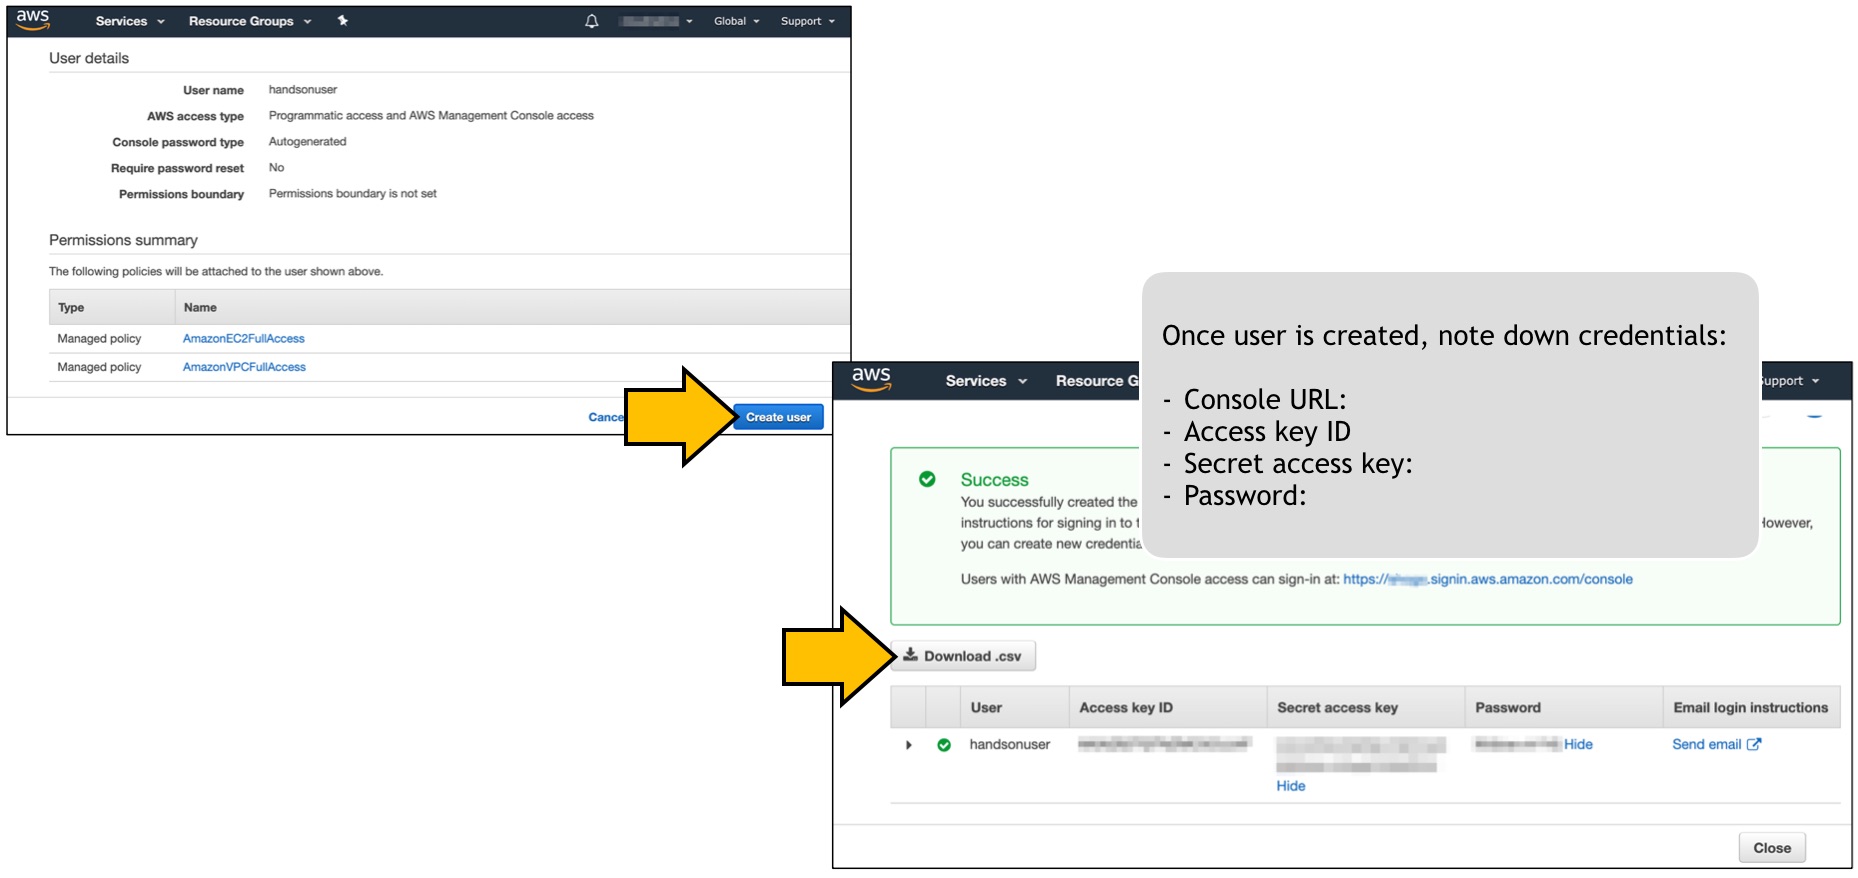 aws Services Resource Groups Global Support
User details
User name handsonuser
AWS access type Programmatic access and AWS Management Console access
Console password type Autogenerated
Require password reset No
Permissions boundary Permissions boundary is not set
Permissions summary
The following policies will be attached to the user shown above.
Type Name
Managed policy AmazonEC2FullAccess
Managed policy AmazonVPCFullAccess
Cance Create user
Once user is created, note down credentials:
- Console URL:
- Access key ID
- Secret access key:
- Password:
aws Services Resource G upport
Success
You successfully created the
instructions for signing in to t lowever,
you can create new credentia
Users with AWS Management Console access can sign-in at: https:// .signin.aws.amazon.com/console
Download .csv
User Access key ID Secret access key Password Email login instructions
handsonuser Hide Send email
Hide
Close